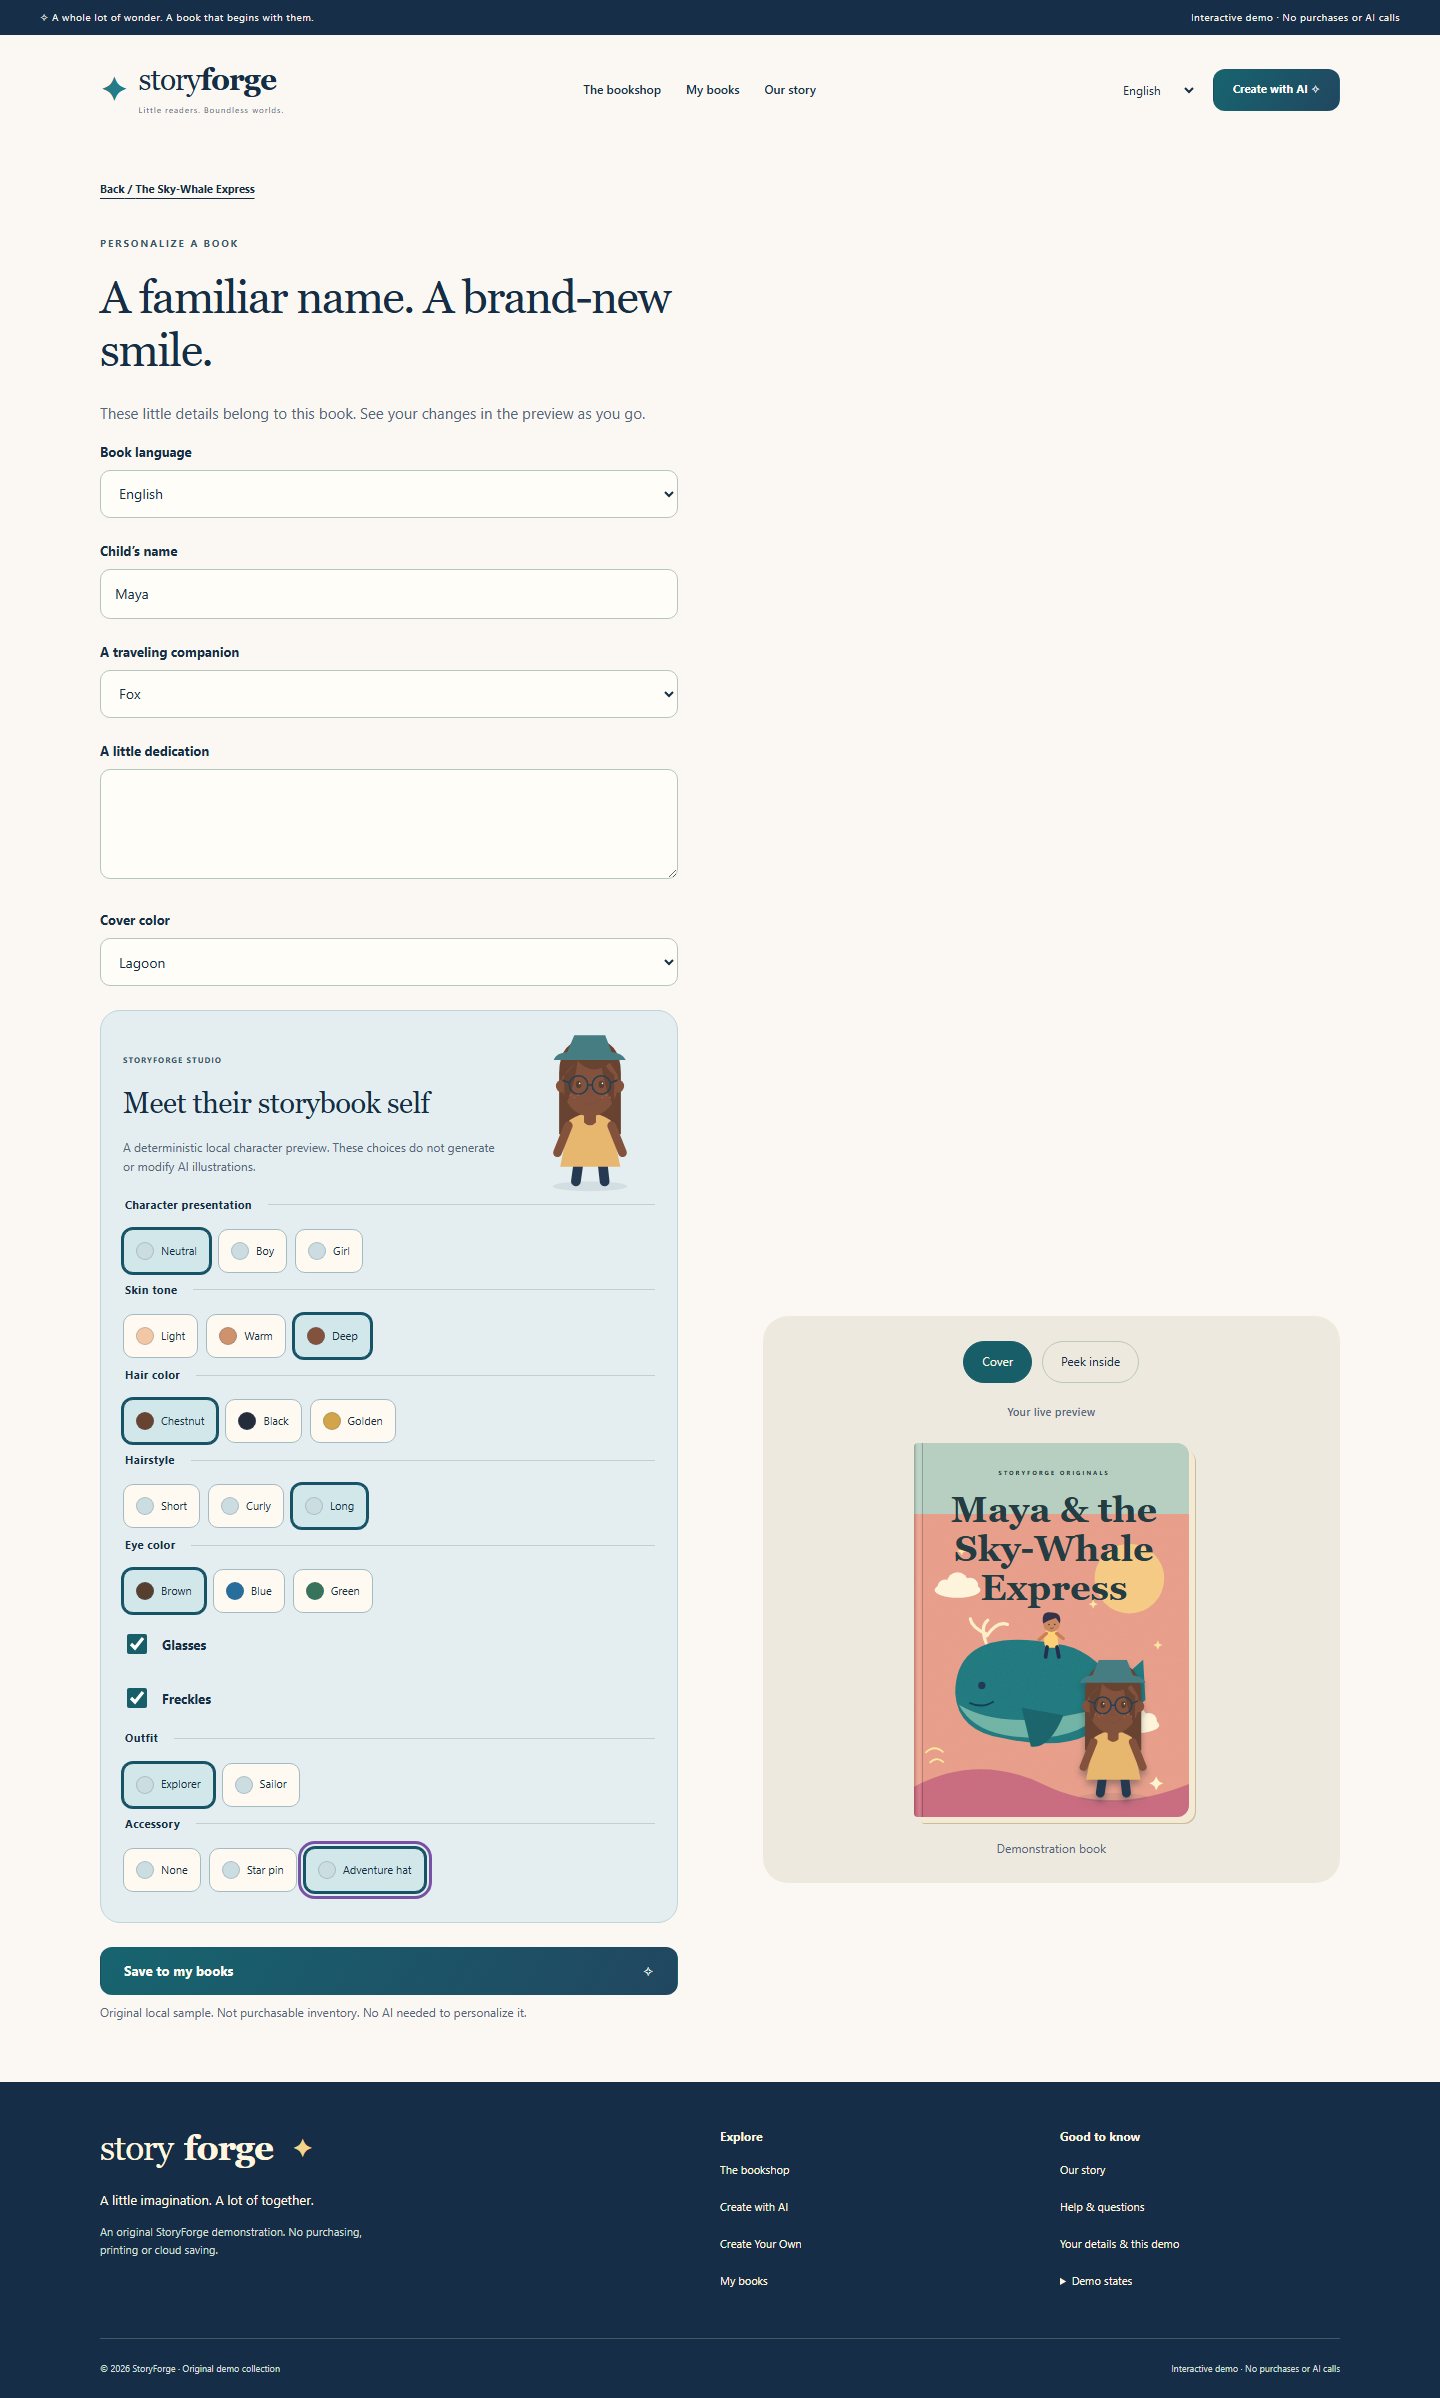 ✧ A whole lot of wonder. A book that begins with them.
Interactive demo · No purchases or AI calls
storyforge
Little readers. Boundless worlds.
The bookshop
My books
Our story
English
Create with AI ✧
Back / The Sky-Whale Express
PERSONALIZE A BOOK
A familiar name. A brand-new
smile.
These little details belong to this book. See your changes in the preview as you go.
Book language
English
Child's name
Maya
A traveling companion
Fox
A little dedication
Cover color
Lagoon
STORYFORGE STUDIO
Meet their storybook self
A deterministic local character preview. These choices do not generate
or modify AI illustrations.
Character presentation
Neutral
Boy
Girl
Skin tone
Light
Warm
Deep
Hair color
Chestnut
Black
Golden
Hairstyle
Short
Curly
Long
Eye color
Brown
Blue
Green
Glasses
Freckles
Outfit
Explorer
Sailor
Accessory
None
Star pin
Adventure hat
Save to my books ✧
Original local sample. Not purchasable inventory. No AI needed to personalize it.
Cover
Peek inside
Your live preview
STORYFORGE ORIGINALS
Maya & the
Sky-Whale
Express
Demonstration book
story forge
A little imagination. A lot of together.
An original StoryForge demonstration. No purchasing,
printing or cloud saving.
Explore
The bookshop
Create with AI
Create Your Own
My books
Good to know
Our story
Help & questions
Your details & this demo
Demo states
© 2026 StoryForge · Original demo collection
Interactive demo · No purchases or AI calls